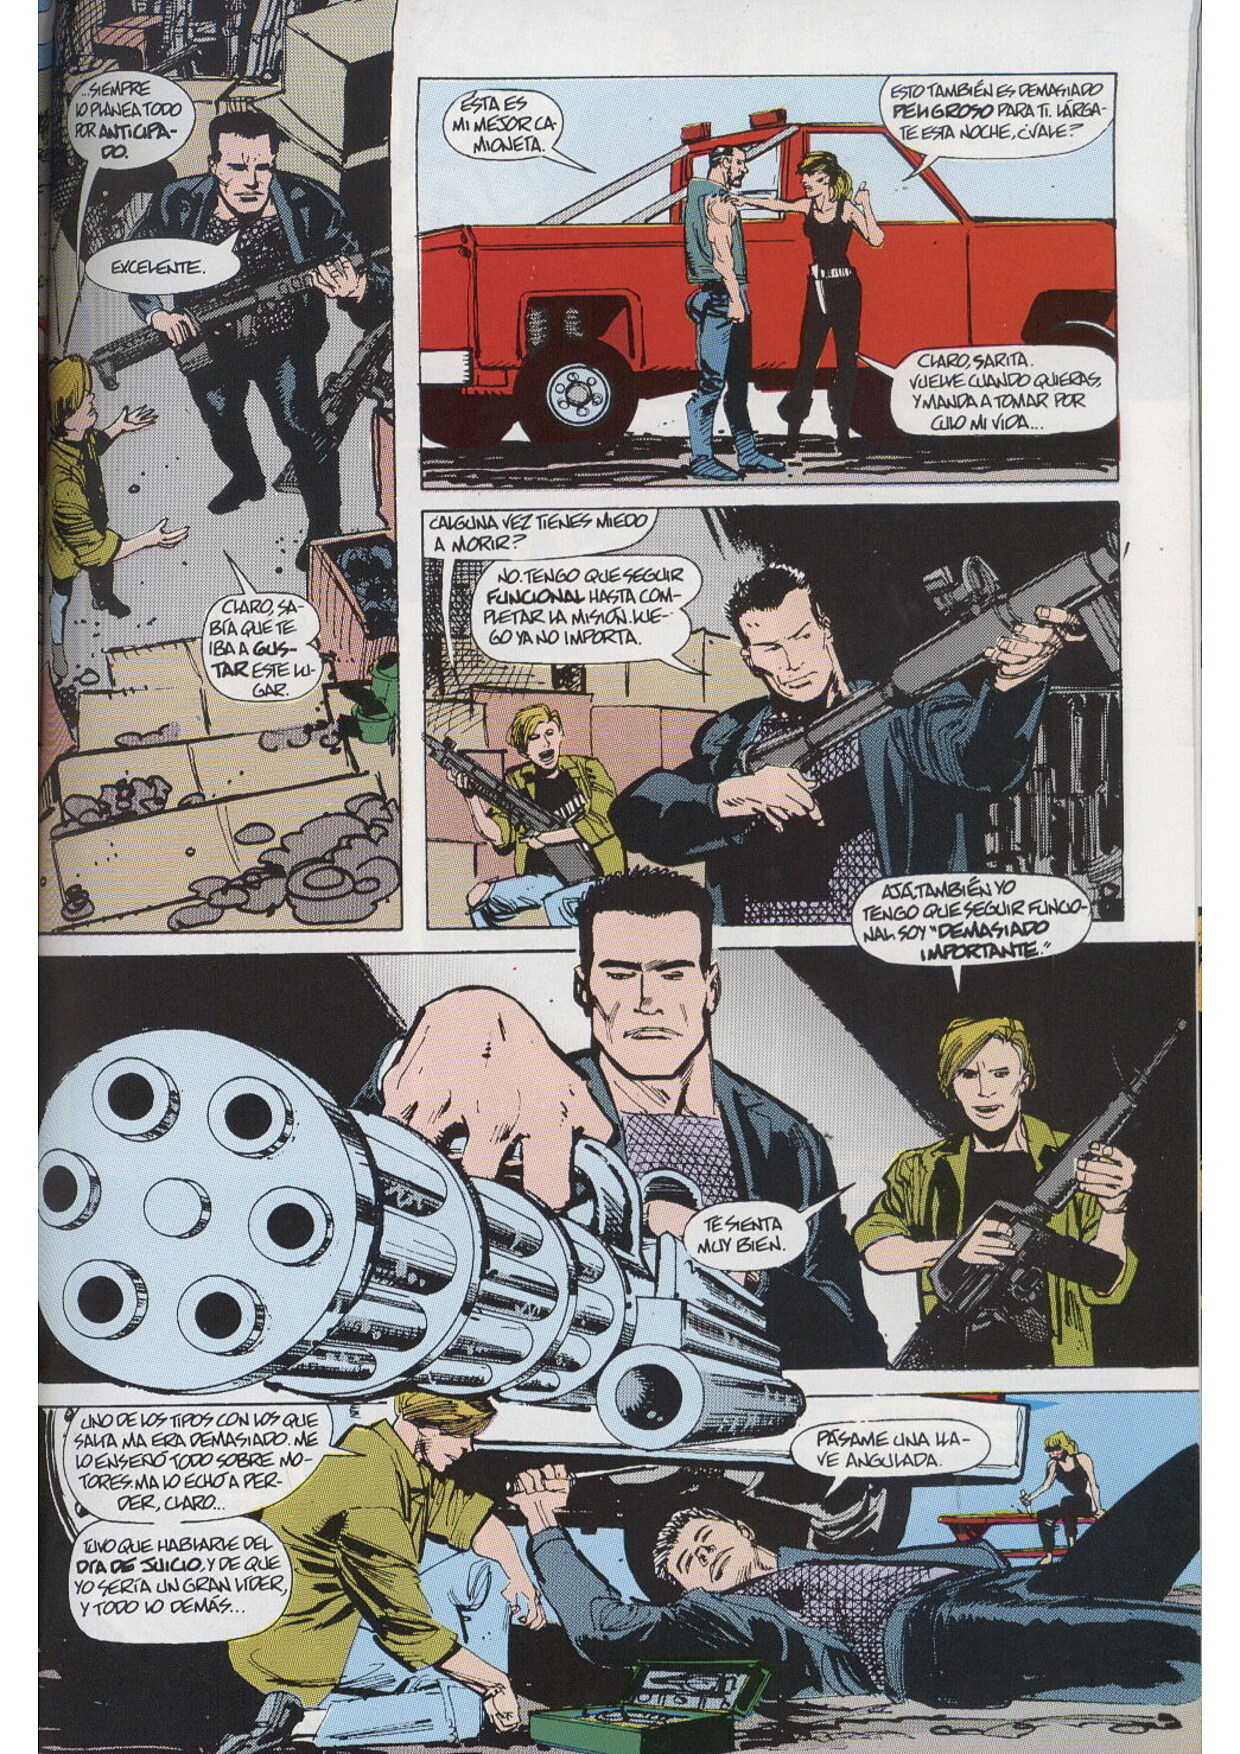 ...SIEMPRE
LO PLANEA TODO
POR ANTICIPA-
DO.
EXCELENTE.
CLARO, SA-
BÍA QUE TE
IBA A GUS-
TAR ESTE LU-
GAR.
ÉSTA ES
MI MEJOR CA-
MIONETA.
ESTO TAMBIÉN ES DEMASIADO
PELIGROSO PARA TI. LÁRGA-
TE ESTA NOCHE, ¿VALE?
CLARO, SARITA.
VUELVE CUANDO QUIERAS,
Y MANDA A TOMAR POR
CULO MI VIDA...
¿ALGUNA VEZ TIENES MIEDO
A MORIR?
NO. TENGO QUE SEGUIR
FUNCIONAL HASTA COM-
PLETAR LA MISIÓN. LUE-
GO YA NO IMPORTA.
AJÁ, TAMBIÉN YO
TENGO QUE SEGUIR FUNCIO-
NAL. SOY "DEMASIADO
IMPORTANTE."
TE SIENTA
MUY BIEN.
UNO DE LOS TIPOS CON LOS QUE
SALÍA MA ERA DEMASIADO. ME
LO ENSEÑÓ TODO SOBRE MO-
TORES. MA LO ECHÓ A PER-
DER, CLARO...
TUVO QUE HABLARLE DEL
DÍA DE JUICIO, Y DE QUE
YO SERÍA UN GRAN LÍDER,
Y TODO LO DEMÁS...
PÁSAME UNA LLA-
VE ANGULADA.